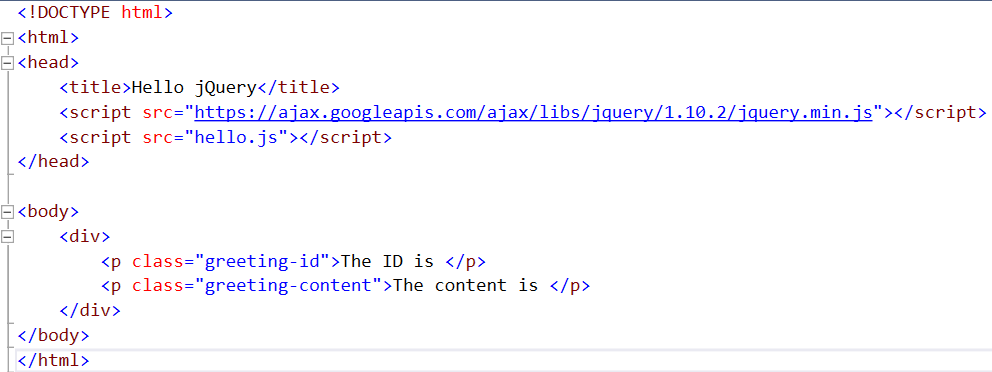 <!DOCTYPE html>
<html>
<head>
    <title>Hello jQuery</title>
    <script src="https://ajax.googleapis.com/ajax/libs/jquery/1.10.2/jquery.min.js"></script>
    <script src="hello.js"></script>
</head>

<body>
    <div>
        <p class="greeting-id">The ID is </p>
        <p class="greeting-content">The content is </p>
    </div>
</body>
</html>